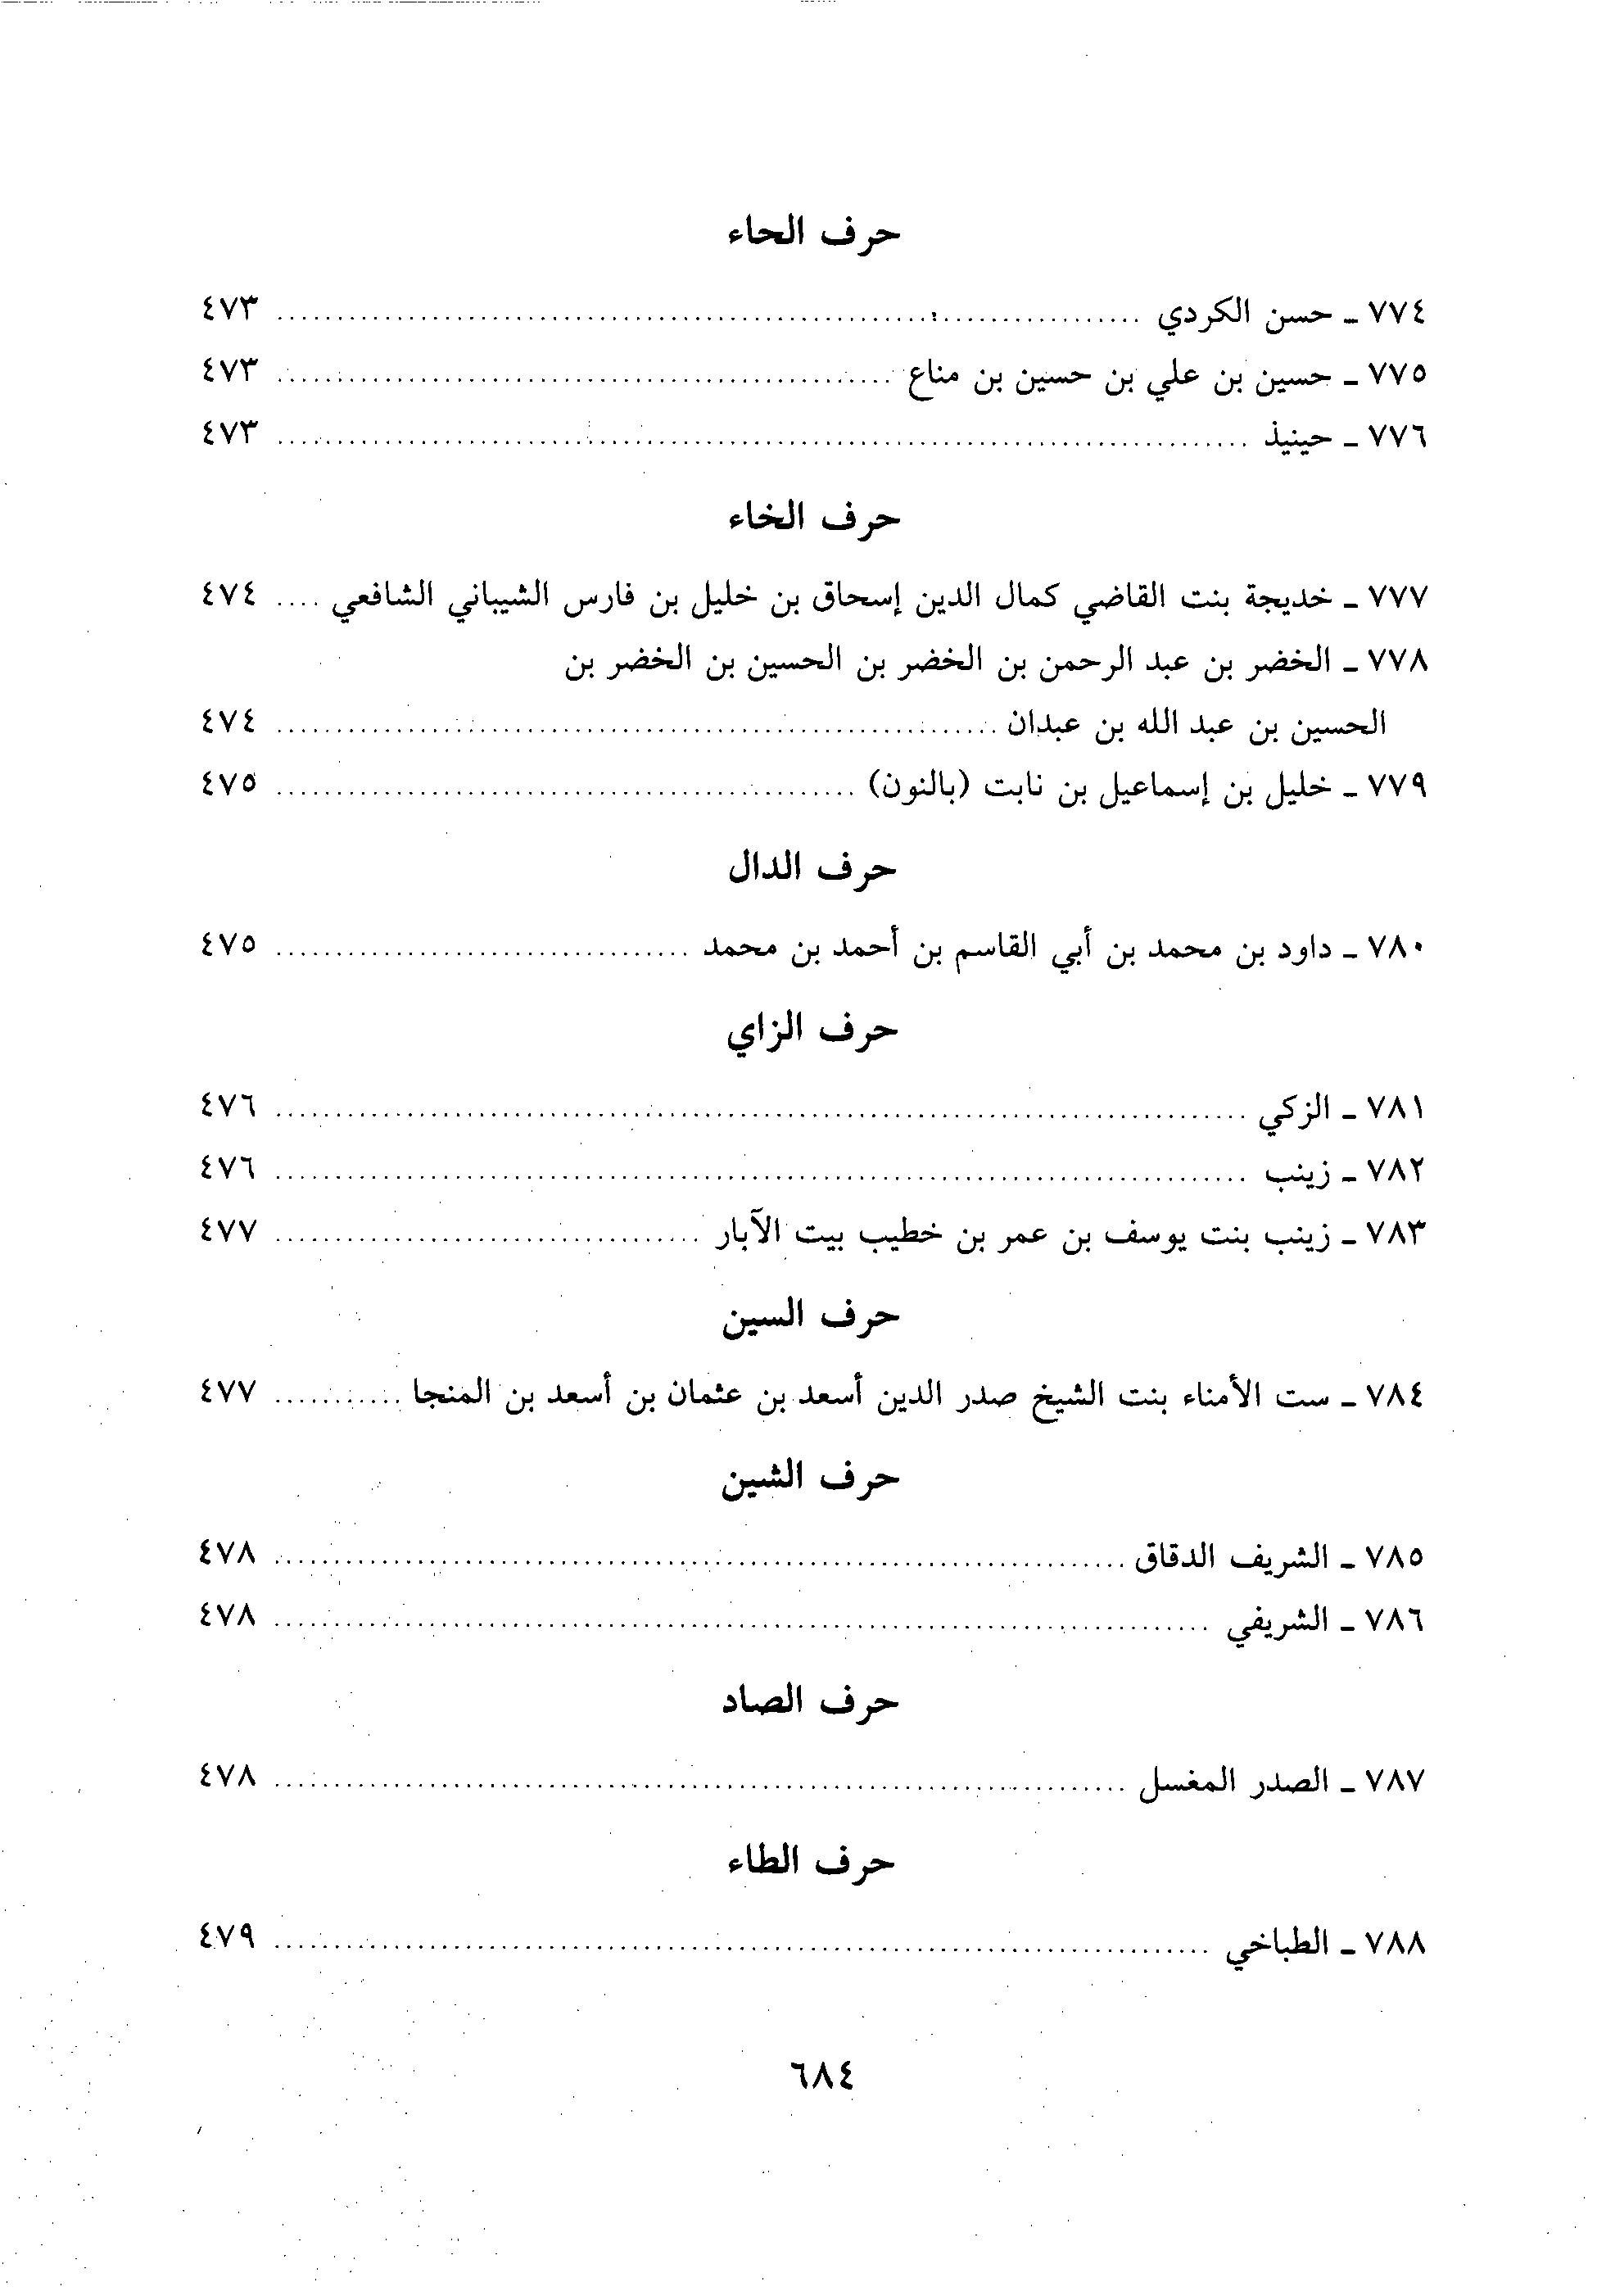 حرف الحاء
٧٧٤ ـ حسن الكردي ................................ ٤٧٣
٧٧٥ ـ حسين بن علي بن حسين بن مناع ................................ ٤٧٣
٧٧٦ ـ حينيذ ................................ ٤٧٣
حرف الخاء
٧٧٧ ـ خديجة بنت القاضي كمال الدين إسحاق بن خليل بن فارس الشيباني الشافعي .... ٤٧٤
٧٧٨ ـ الخضر بن عبد الرحمن بن الخضر بن الحسين بن الخضر بن
الحسين بن عبد الله بن عبدان ................................ ٤٧٤
٧٧٩ ـ خليل بن إسماعيل بن نابت (بالنون) ................................ ٤٧٥
حرف الدال
٧٨٠ ـ داود بن محمد بن أبي القاسم بن أحمد بن محمد ................................ ٤٧٥
حرف الزاي
٧٨١ ـ الزكي ................................ ٤٧٦
٧٨٢ ـ زينب ................................ ٤٧٦
٧٨٣ ـ زينب بنت يوسف بن عمر بن خطيب بيت الآبار ................................ ٤٧٧
حرف السين
٧٨٤ ـ ست الأمناء بنت الشيخ صدر الدين أسعد بن عثمان بن أسعد بن المنجا ........... ٤٧٧
حرف الشين
٧٨٥ ـ الشريف الدقاق ................................ ٤٧٨
٧٨٦ ـ الشريفي ................................ ٤٧٨
حرف الصاد
٧٨٧ ـ الصدر المغسل ................................ ٤٧٨
حرف الطاء
٧٨٨ ـ الطباخي ................................ ٤٧٩
٦٨٤